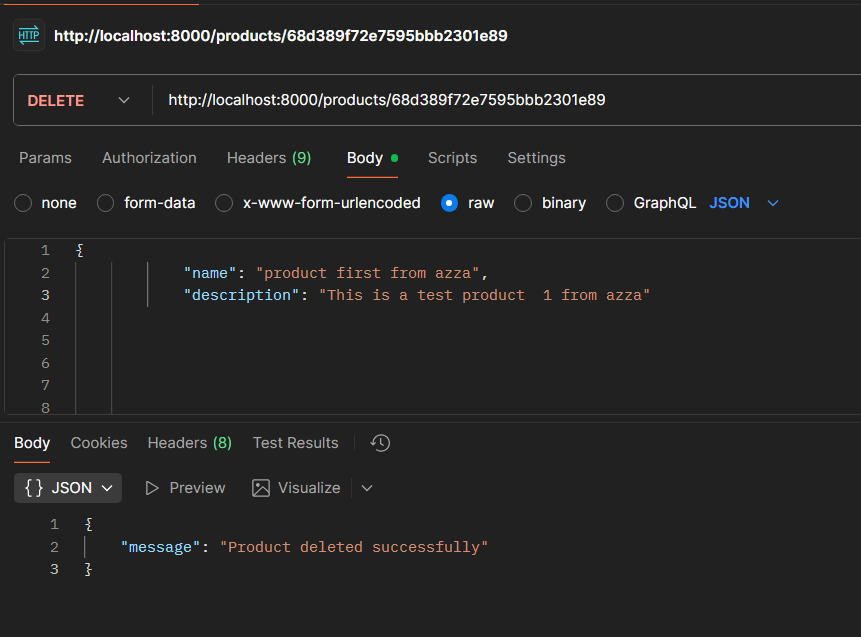 HTTP http://localhost:8000/products/68d389f72e7595bbb2301e89
DELETE http://localhost:8000/products/68d389f72e7595bbb2301e89
Params Authorization Headers (9) Body Scripts Settings
none form-data x-www-form-urlencoded raw binary GraphQL JSON
1 {
2 "name": "product first from azza",
3 "description": "This is a test product  1 from azza"
4
5
6
7
8
Body Cookies Headers (8) Test Results
{} JSON Preview Visualize
1 {
2 "message": "Product deleted successfully"
3 }